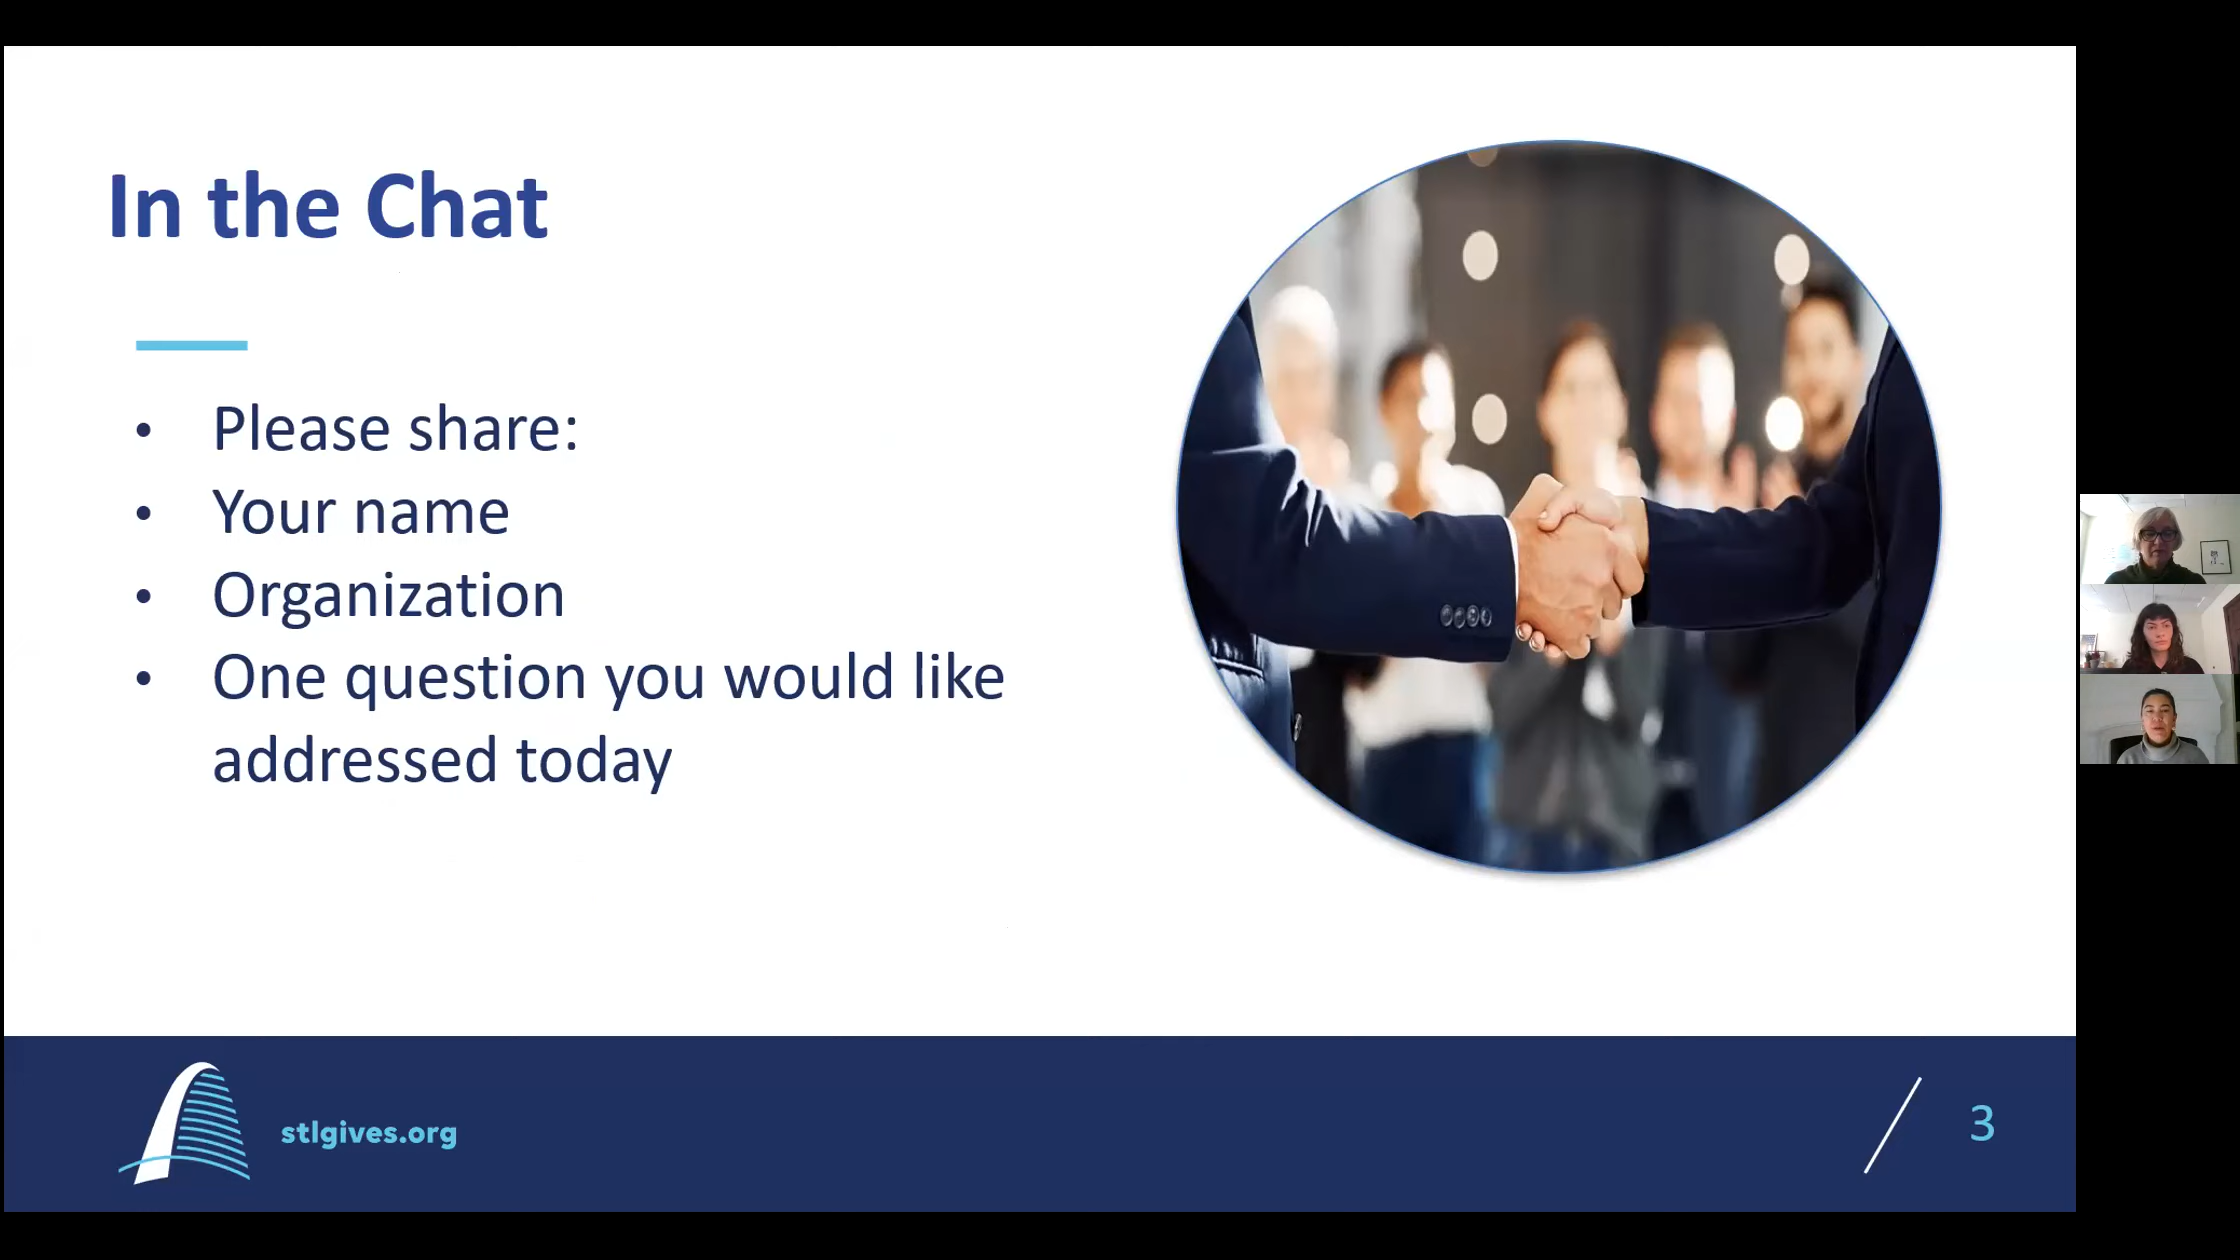 In the Chat
• Please share:
• Your name
• Organization
• One question you would like
addressed today
stlgives.org
3